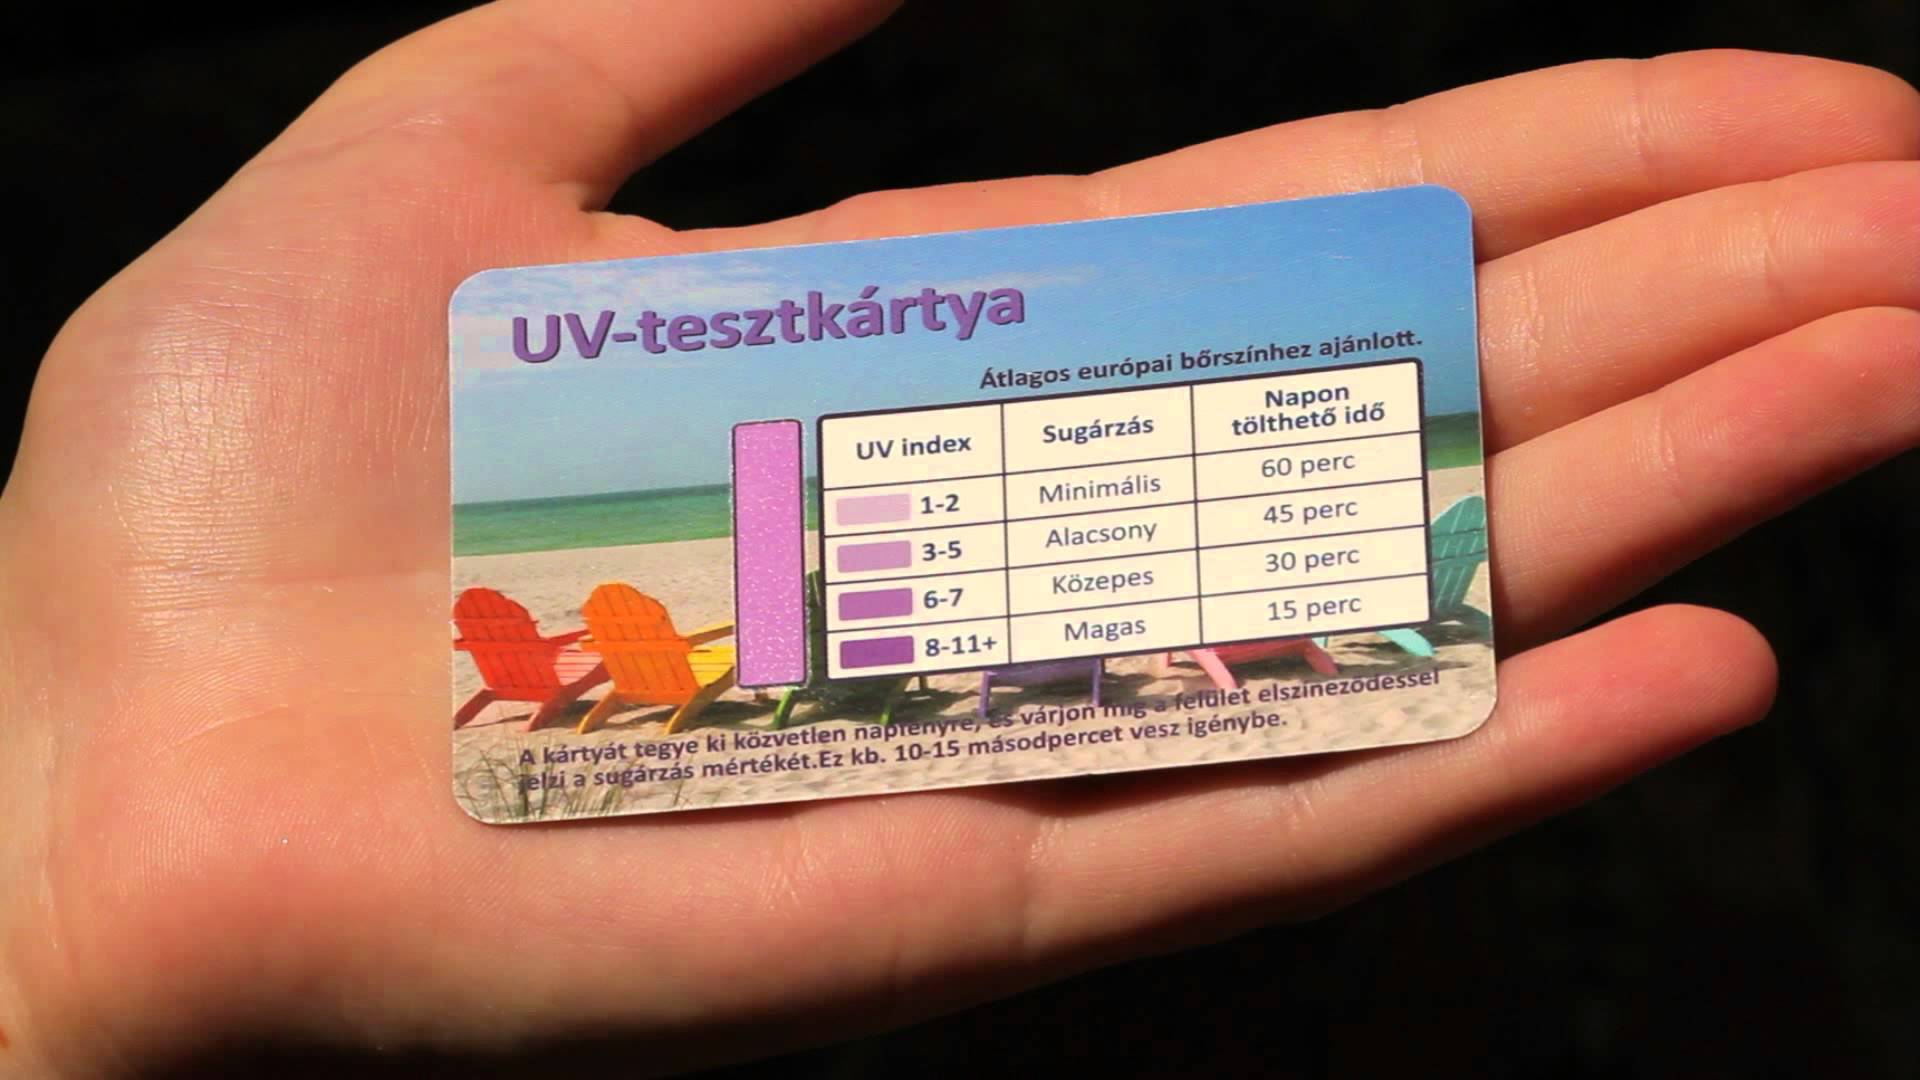 UV-tesztkártya
Átlagos európai bőrszínhez ajánlott.
UV index Sugárzás Napon
tölthető idő
1-2 Minimális 60 perc
3-5 Alacsony 45 perc
6-7 Közepes 30 perc
8-11+ Magas 15 perc
A kártyát tegye ki közvetlen napfényre, és várjon míg a felület elszíneződéssel
jelzi a sugárzás mértékét.Ez kb. 10-15 másodpercet vesz igénybe.